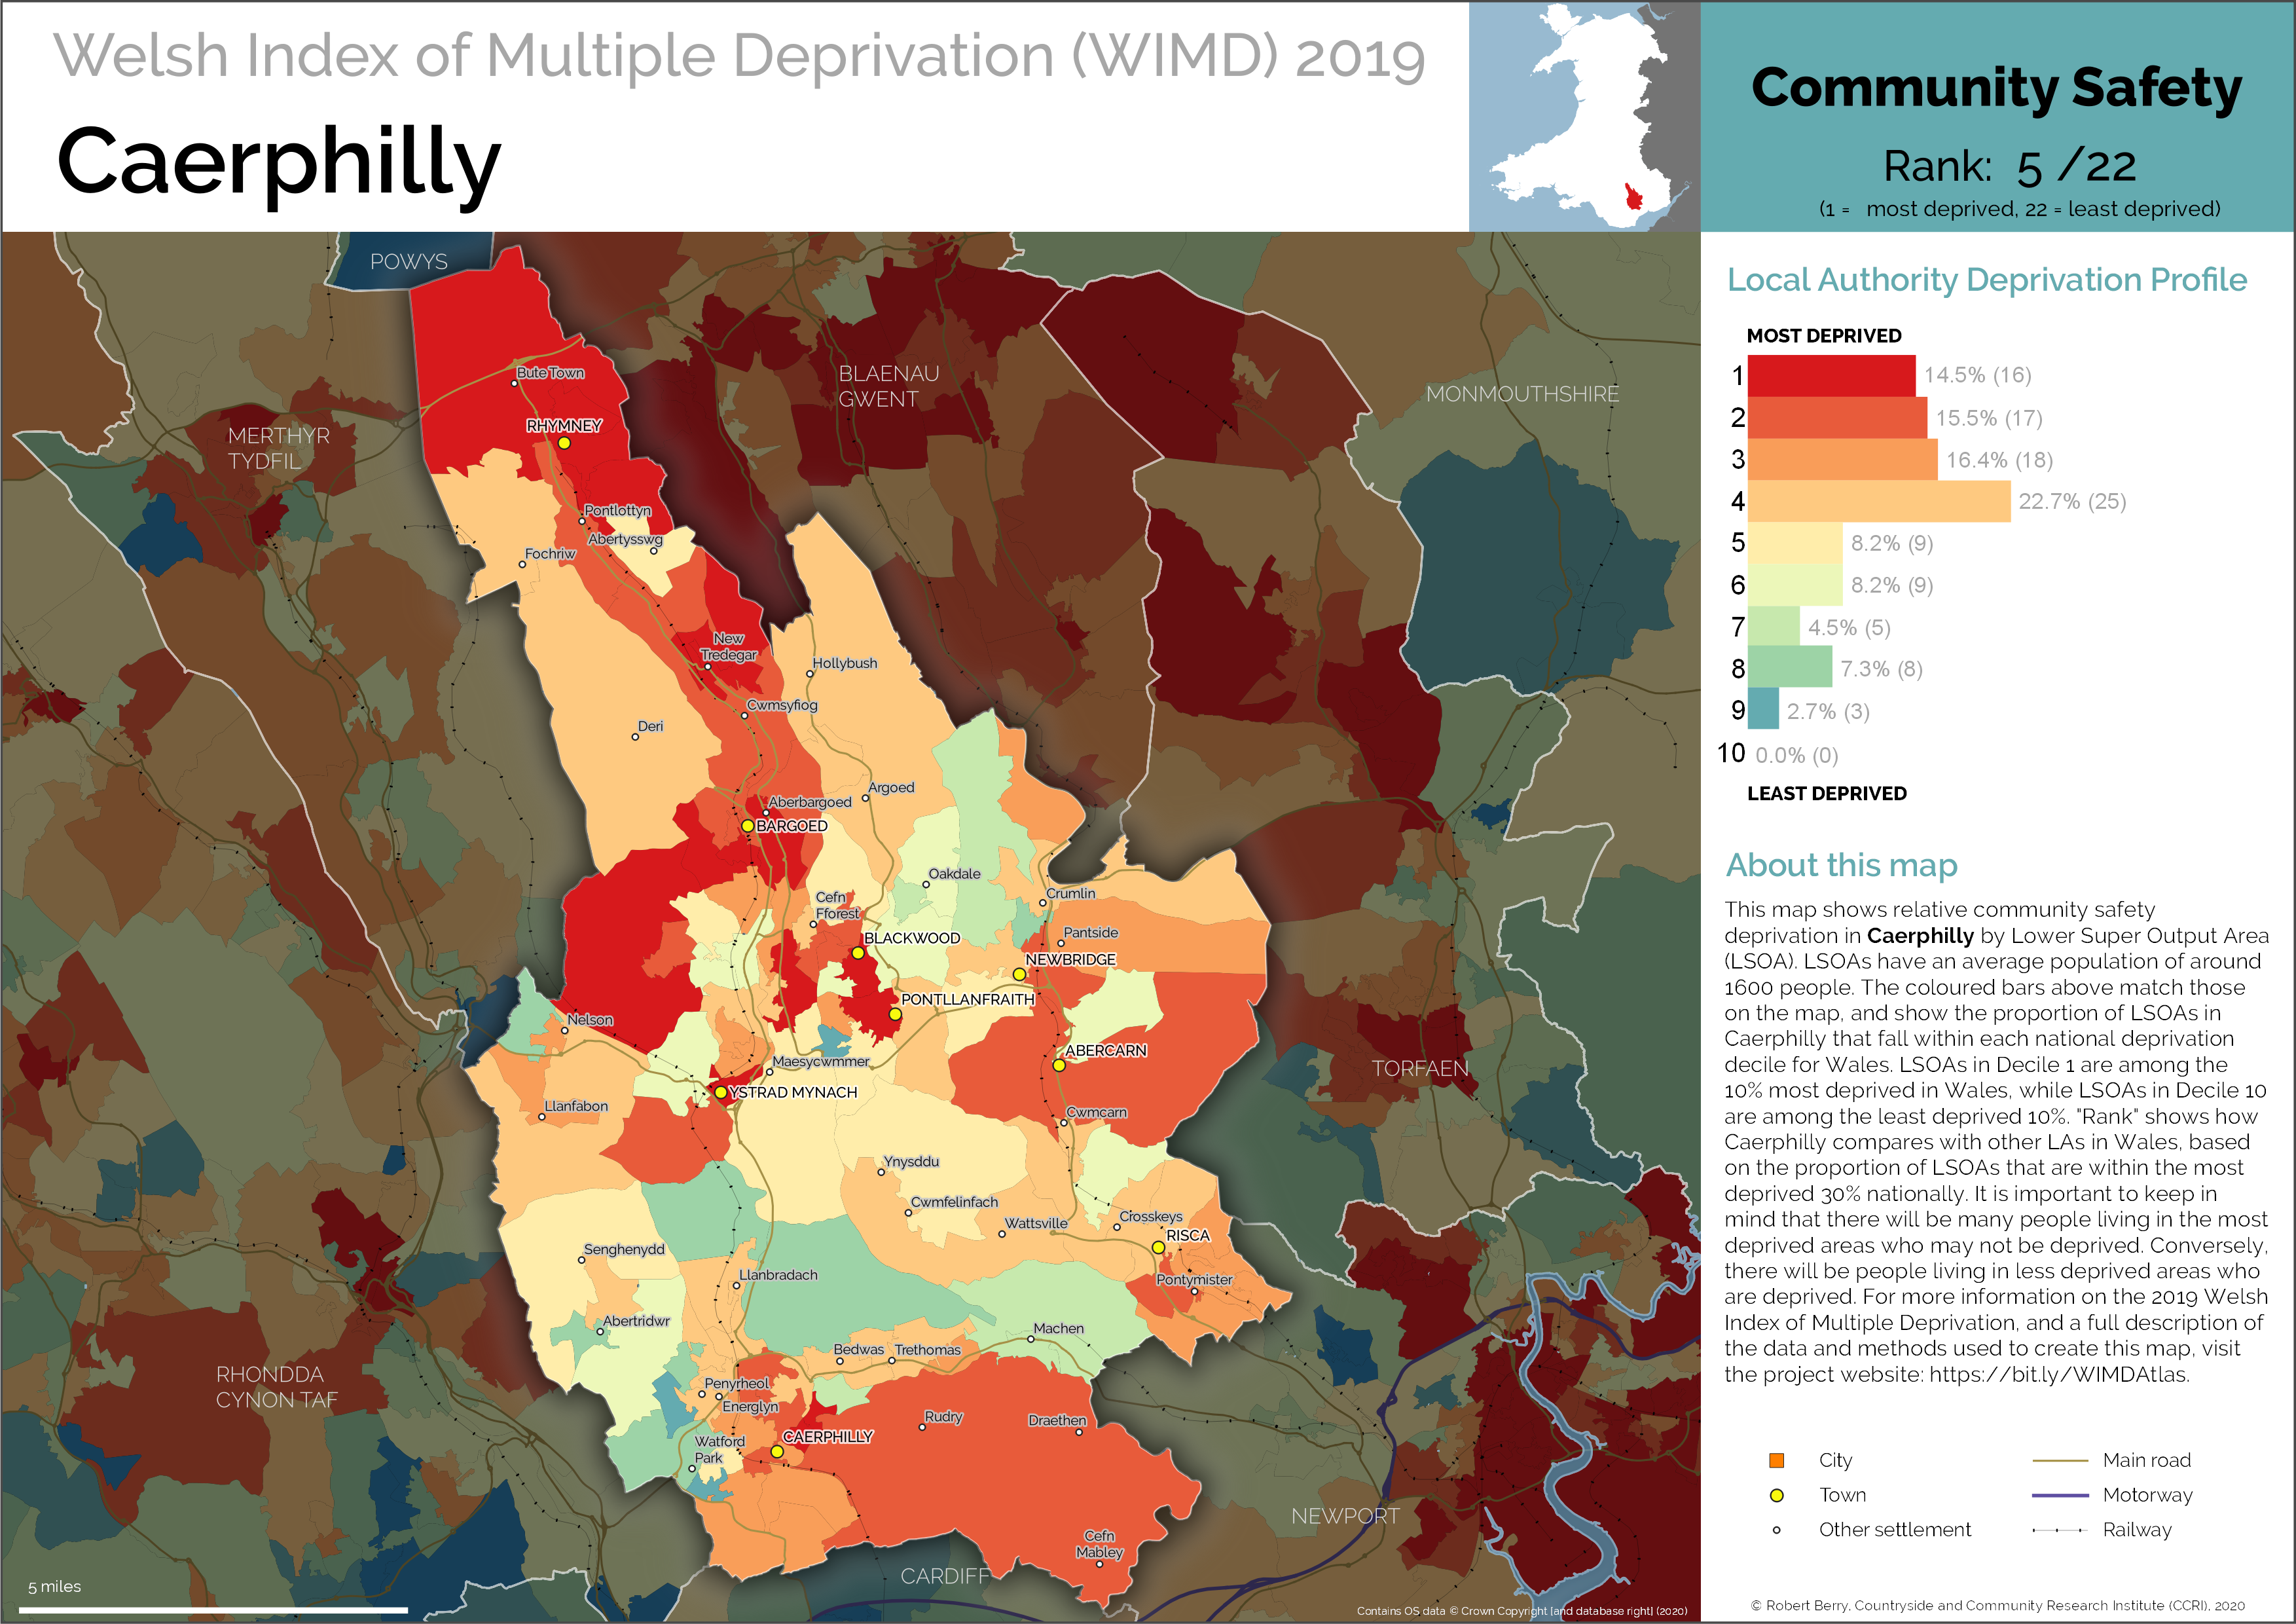 Welsh Index of Multiple Deprivation (WIMD) 2019
Caerphilly
Community Safety
Rank: 5 /22
(1 = most deprived, 22 = least deprived)
POWYS
BLAENAU
GWENT
MONMOUTHSHIRE
MERTHYR
TYDFIL
Bute Town
RHYMNEY
Pontlottyn
Abertysswg
Fochriw
New
Tredegar
Hollybush
Cwmsyfiog
Deri
Argoed
Aberbargoed
BARGOED
Oakdale
Crumlin
Cefn
Fforest
Pantside
BLACKWOOD
NEWBRIDGE
PONTLLANFRAITH
Nelson
ABERCARN
Maesycwmmer
YSTRAD MYNACH
TORFAEN
Llanfabon
Cwmcarn
Ynysddu
Cwmfelinfach
Wattsville
Crosskeys
RISCA
Senghenydd
Llanbradach
Pontymister
Abertridwr
Machen
Bedwas
Trethomas
RHONDDA
CYNON TAF
Penyrheol
Energlyn
Rudry
Draethen
CAERPHILLY
Watford
Park
NEWPORT
Cefn
Mabley
CARDIFF
5 miles
Contains OS data © Crown Copyright [and database right] (2020)
Local Authority Deprivation Profile
MOST DEPRIVED
1 14.5% (16)
2 15.5% (17)
3 16.4% (18)
4 22.7% (25)
5 8.2% (9)
6 8.2% (9)
7 4.5% (5)
8 7.3% (8)
9 2.7% (3)
10 0.0% (0)
LEAST DEPRIVED
About this map
This map shows relative community safety
deprivation in Caerphilly by Lower Super Output Area
(LSOA). LSOAs have an average population of around
1600 people. The coloured bars above match those
on the map, and show the proportion of LSOAs in
Caerphilly that fall within each national deprivation
decile for Wales. LSOAs in Decile 1 are among the
10% most deprived in Wales, while LSOAs in Decile 10
are among the least deprived 10%. "Rank" shows how
Caerphilly compares with other LAs in Wales, based
on the proportion of LSOAs that are within the most
deprived 30% nationally. It is important to keep in
mind that there will be many people living in the most
deprived areas who may not be deprived. Conversely,
there will be people living in less deprived areas who
are deprived. For more information on the 2019 Welsh
Index of Multiple Deprivation, and a full description of
the data and methods used to create this map, visit
the project website: https://bit.ly/WIMDAtlas.
City
Town
Other settlement
Main road
Motorway
Railway
© Robert Berry, Countryside and Community Research Institute (CCRI), 2020